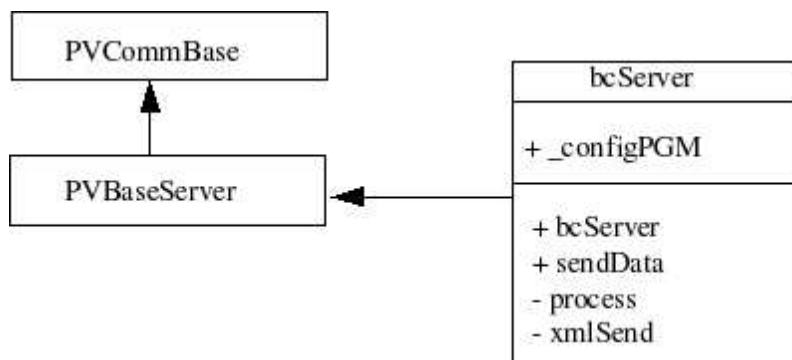 PVCommBase
PVBaseServer
bcServer
+ _configPGM
+ bcServer
+ sendData
- process
- xmlSend